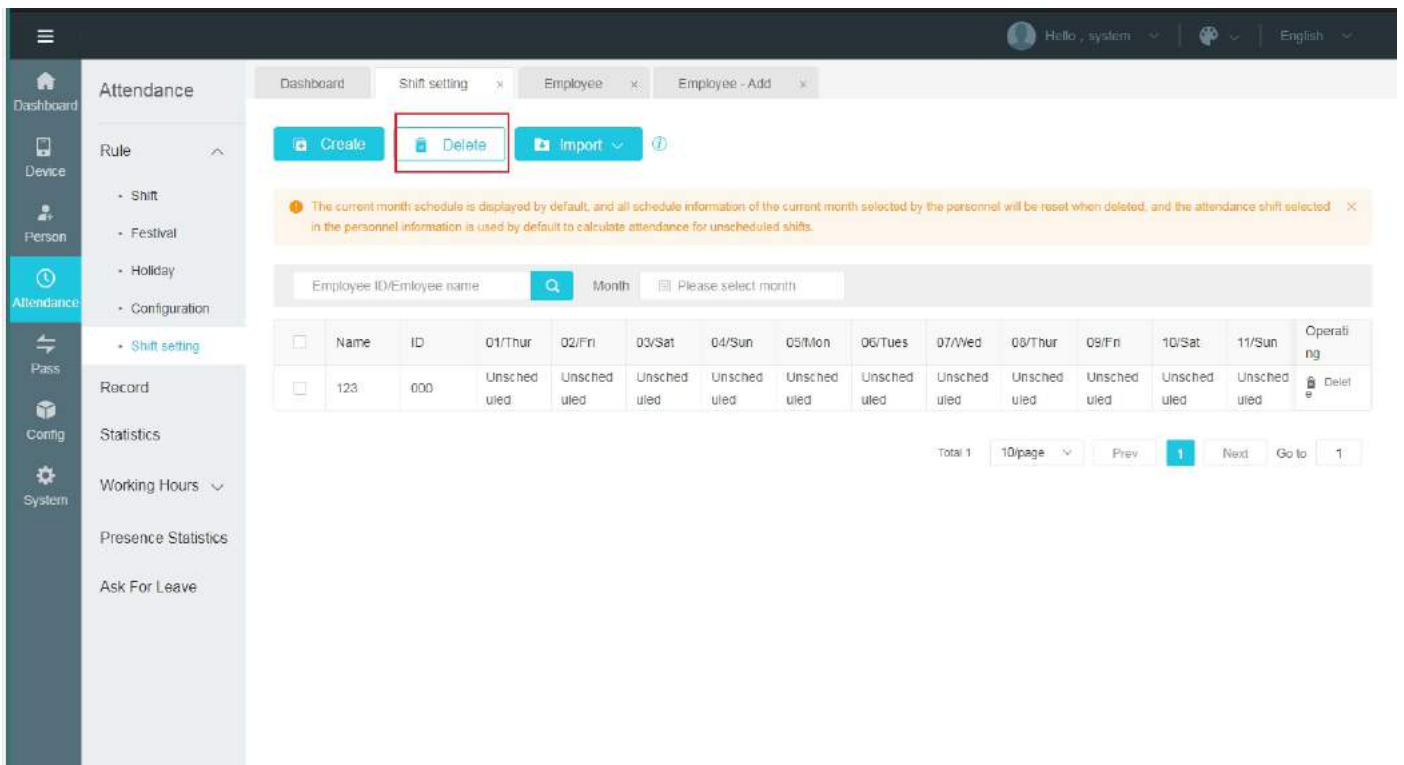 Hello , system
English
Dashboard
Device
Person
Attendance
Pass
Config
System
Attendance
Rule
Shift
Festival
Holiday
Configuration
Shift setting
Record
Statistics
Working Hours
Presence Statistics
Ask For Leave
Dashboard Shift setting × Employee × Employee - Add ×
Create Delete Import
The current month schedule is displayed by default, and all schedule information of the current month selected by the personnel will be reset when deleted, and the attendance shift selected
in the personnel information is used by default to calculate attendance for unscheduled shifts.
Employee ID/Emloyee name Month Please select month
Name ID 01/Thur 02/Fri 03/Sat 04/Sun 05/Mon 06/Tues 07/Wed 08/Thur 09/Fri 10/Sat 11/Sun Operati
ng
123 000 Unsched Unsched Unsched Unsched Unsched Unsched Unsched Unsched Unsched Unsched Unsched Delet
uled uled uled uled uled uled uled uled uled uled uled e
Total 1 10/page Prev 1 Next Go to 1